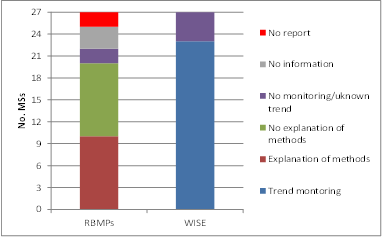 27
24
21
18
15
12
9
6
3
0
No. MSs
RBMPs
WISE
No report
No information
No monitoring/uknown
trend
No explanation of
methods
Explanation of methods
Trend montoring